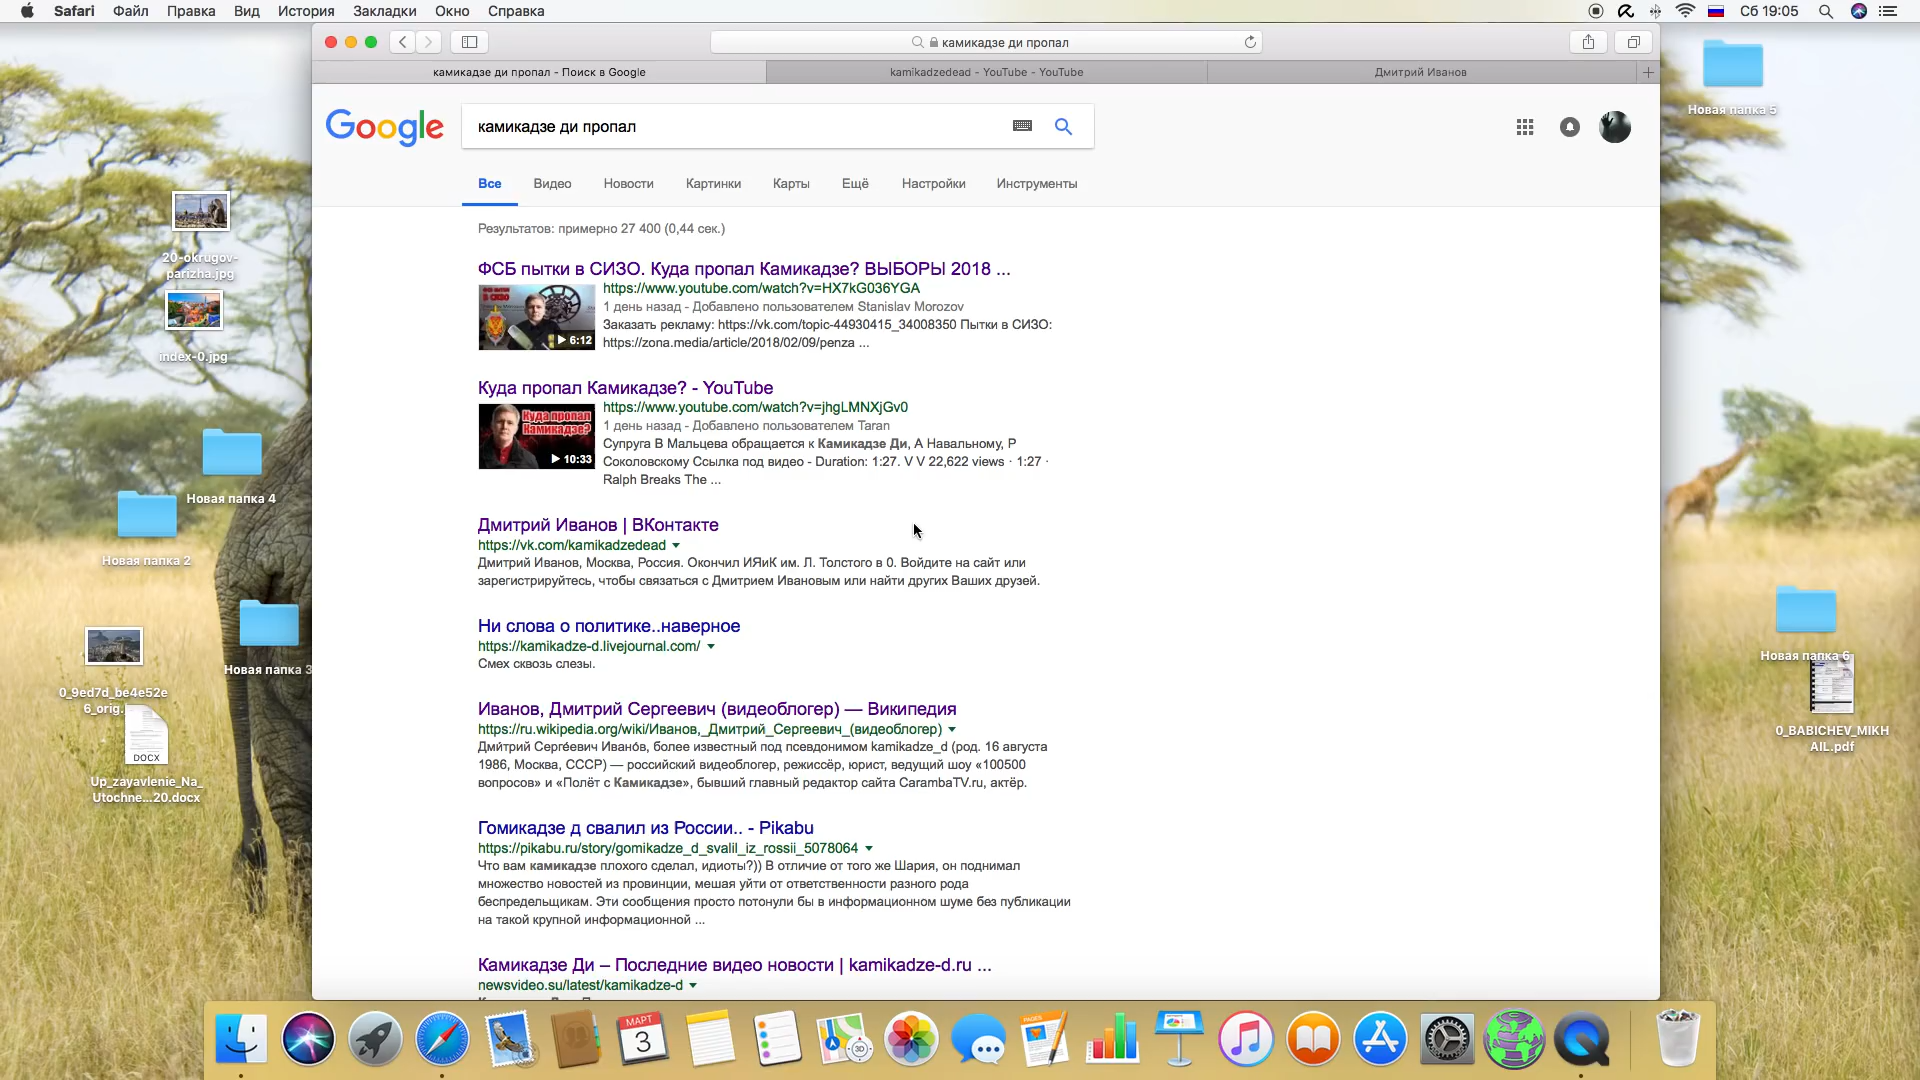 Safari Файл Правка Вид История Закладки Окно Справка
Сб 19:05
камикадзе ди пропал
камикадзе ди пропал - Поиск в Google
kamikadzedead - YouTube - YouTube
Дмитрий Иванов
Google
камикадзе ди пропал
Все Видео Новости Картинки Карты Ещё Настройки Инструменты
Результатов: примерно 27 400 (0,44 сек.)
ФСБ пытки в СИЗО. Куда пропал Камикадзе? ВЫБОРЫ 2018 ...
https://www.youtube.com/watch?v=HX7kG036YGA
1 день назад - Добавлено пользователем Stanislav Morozov
Заказать рекламу: https://vk.com/topic-44930415_34008350 Пытки в СИЗО:
https://zona.media/article/2018/02/09/penza ...
6:12
Куда пропал Камикадзе? - YouTube
https://www.youtube.com/watch?v=jhgLMNXjGv0
1 день назад - Добавлено пользователем Taran
Супруга В Мальцева обращается к Камикадзе Ди, А Навальному, Р
Соколовскому Ссылка под видео - Duration: 1:27. V V 22,622 views · 1:27 ·
Ralph Breaks The ...
Куда пропал
Камикадзе?
10:33
Дмитрий Иванов | ВКонтакте
https://vk.com/kamikadzedead
Дмитрий Иванов, Москва, Россия. Окончил ИЯиК им. Л. Толстого в 0. Войдите на сайт или
зарегистрируйтесь, чтобы связаться с Дмитрием Ивановым или найти других Ваших друзей.
Ни слова о политике..наверное
https://kamikadze-d.livejournal.com/
Смех сквозь слезы.
Иванов, Дмитрий Сергеевич (видеоблогер) — Википедия
https://ru.wikipedia.org/wiki/Иванов,_Дмитрий_Сергеевич_(видеоблогер)
Дми́трий Серге́евич Ивано́в, более известный под псевдонимом kamikadze_d (род. 16 августа
1986, Москва, СССР) — российский видеоблогер, режиссёр, юрист, ведущий шоу «100500
вопросов» и «Полёт с Камикадзе», бывший главный редактор сайта CarambaTV.ru, актёр.
Гомикадзе д свалил из России.. - Pikabu
https://pikabu.ru/story/gomikadze_d_svalil_iz_rossii_5078064
Что вам камикадзе плохого сделал, идиоты?)) В отличие от того же Шария, он поднимал
множество новостей из провинции, мешая уйти от ответственности разного рода
беспредельщикам. Эти сообщения просто потонули бы в информационном шуме без публикации
на такой крупной информационной ...
Камикадзе Ди – Последние видео новости | kamikadze-d.ru ...
newsvideo.su/latest/kamikadze-d
20-okrugov-
parizha.jpg
index-0.jpg
Новая папка 4
Новая папка 2
Новая папка 3
0_9ed7d_be4e52e
6_orig.
DOCX
Up_zayavlenie_Na_
Utochne...20.docx
Новая папка 5
Новая папка 6
0_BABICHEV_MIKH
AIL.pdf
МАРТ
3
3D
PAGES